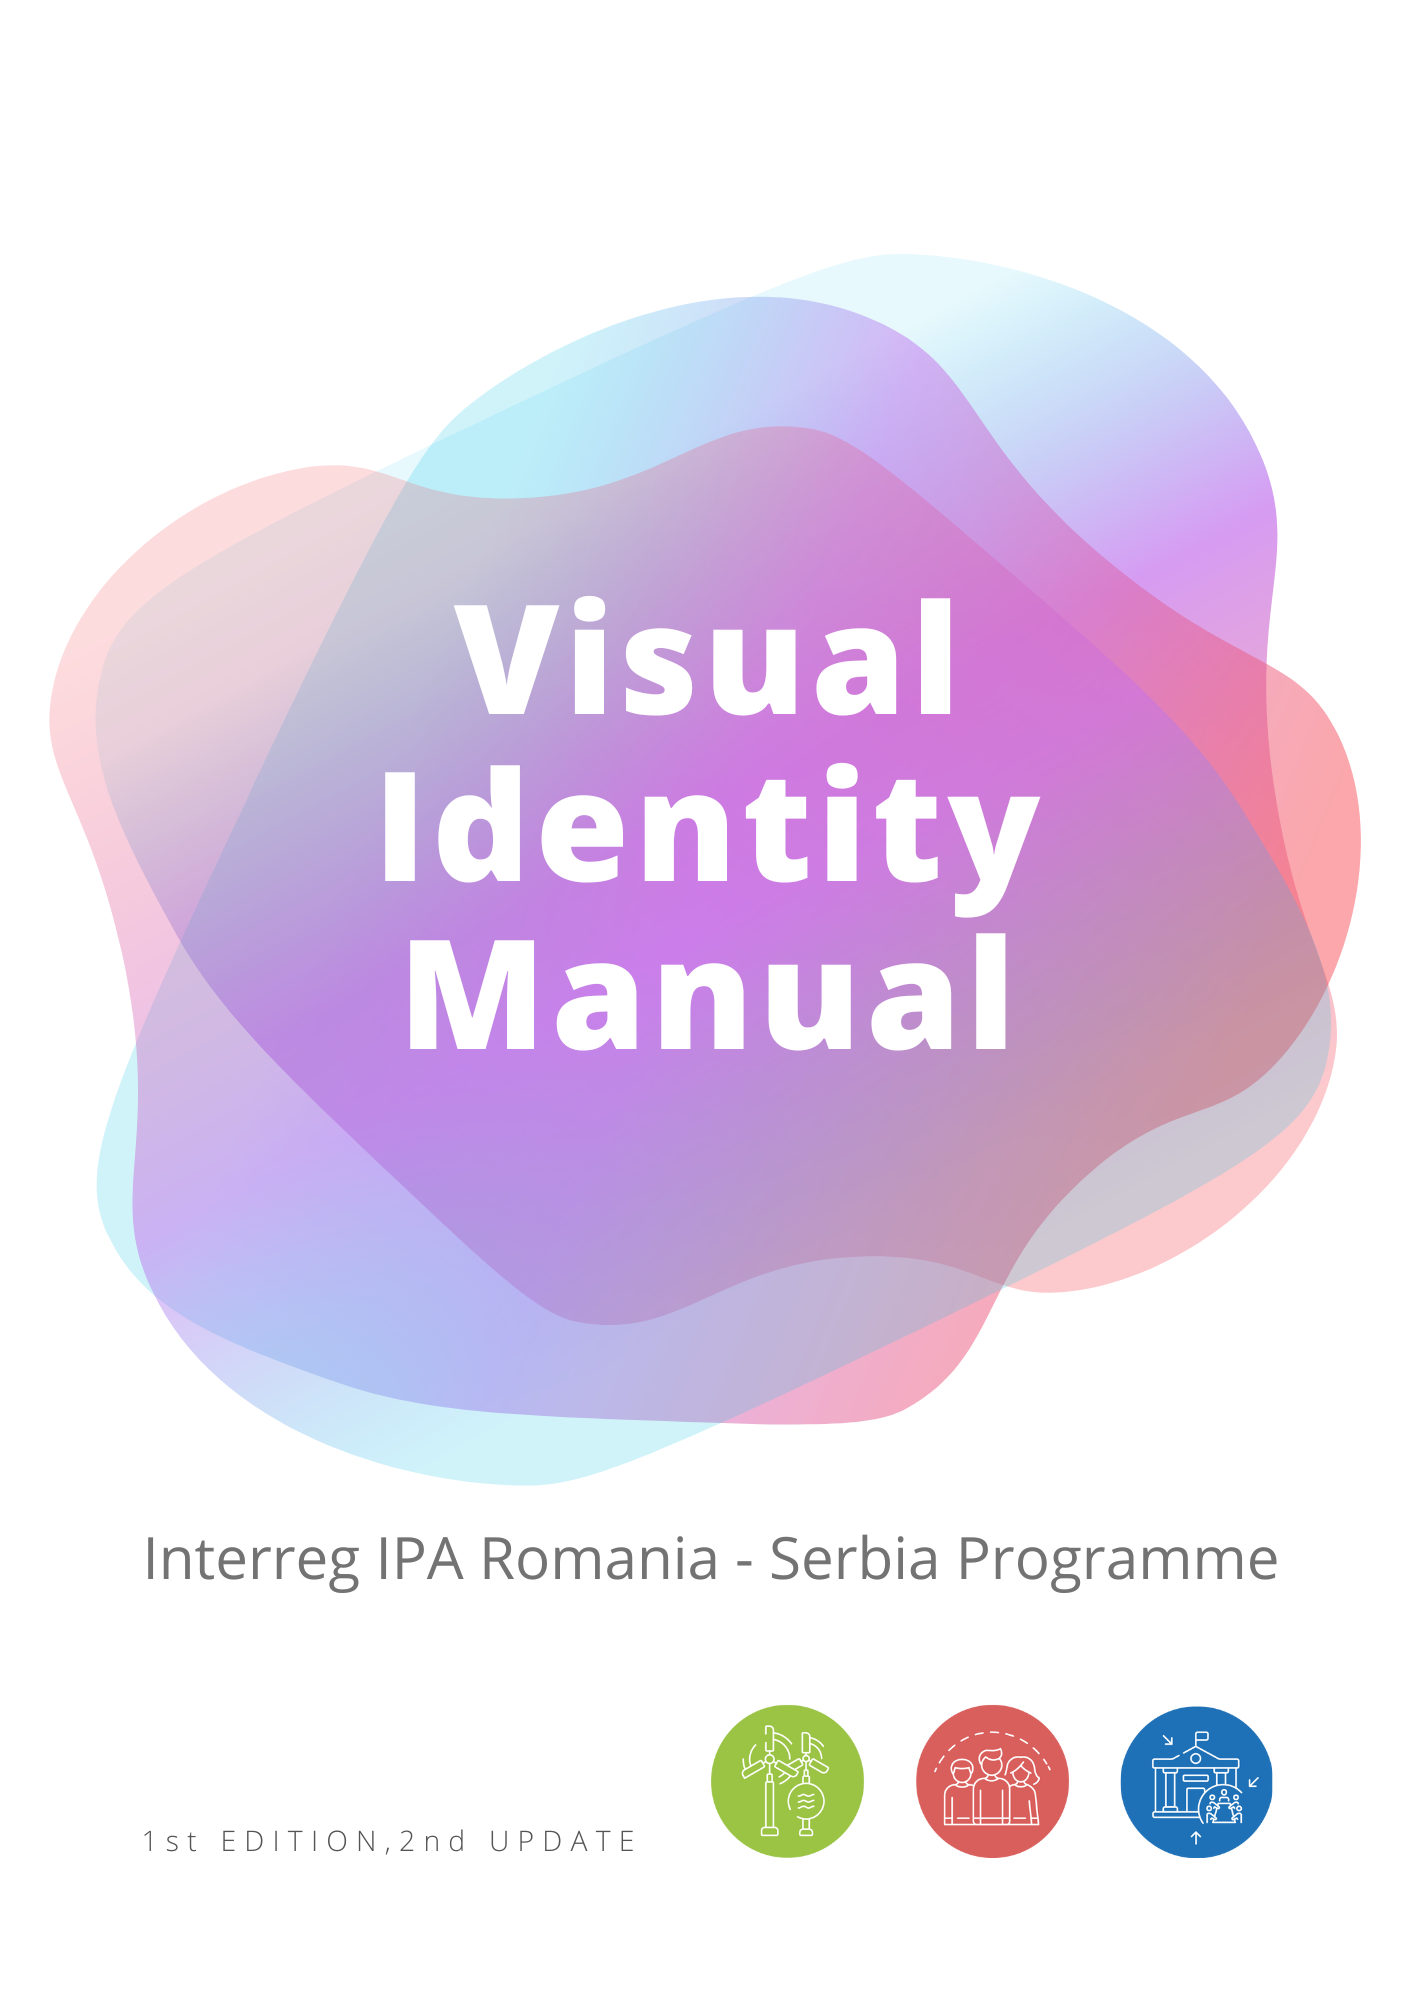 Visual
Identity
Manual
Interreg IPA Romania - Serbia Programme
1st EDITION,2nd UPDATE